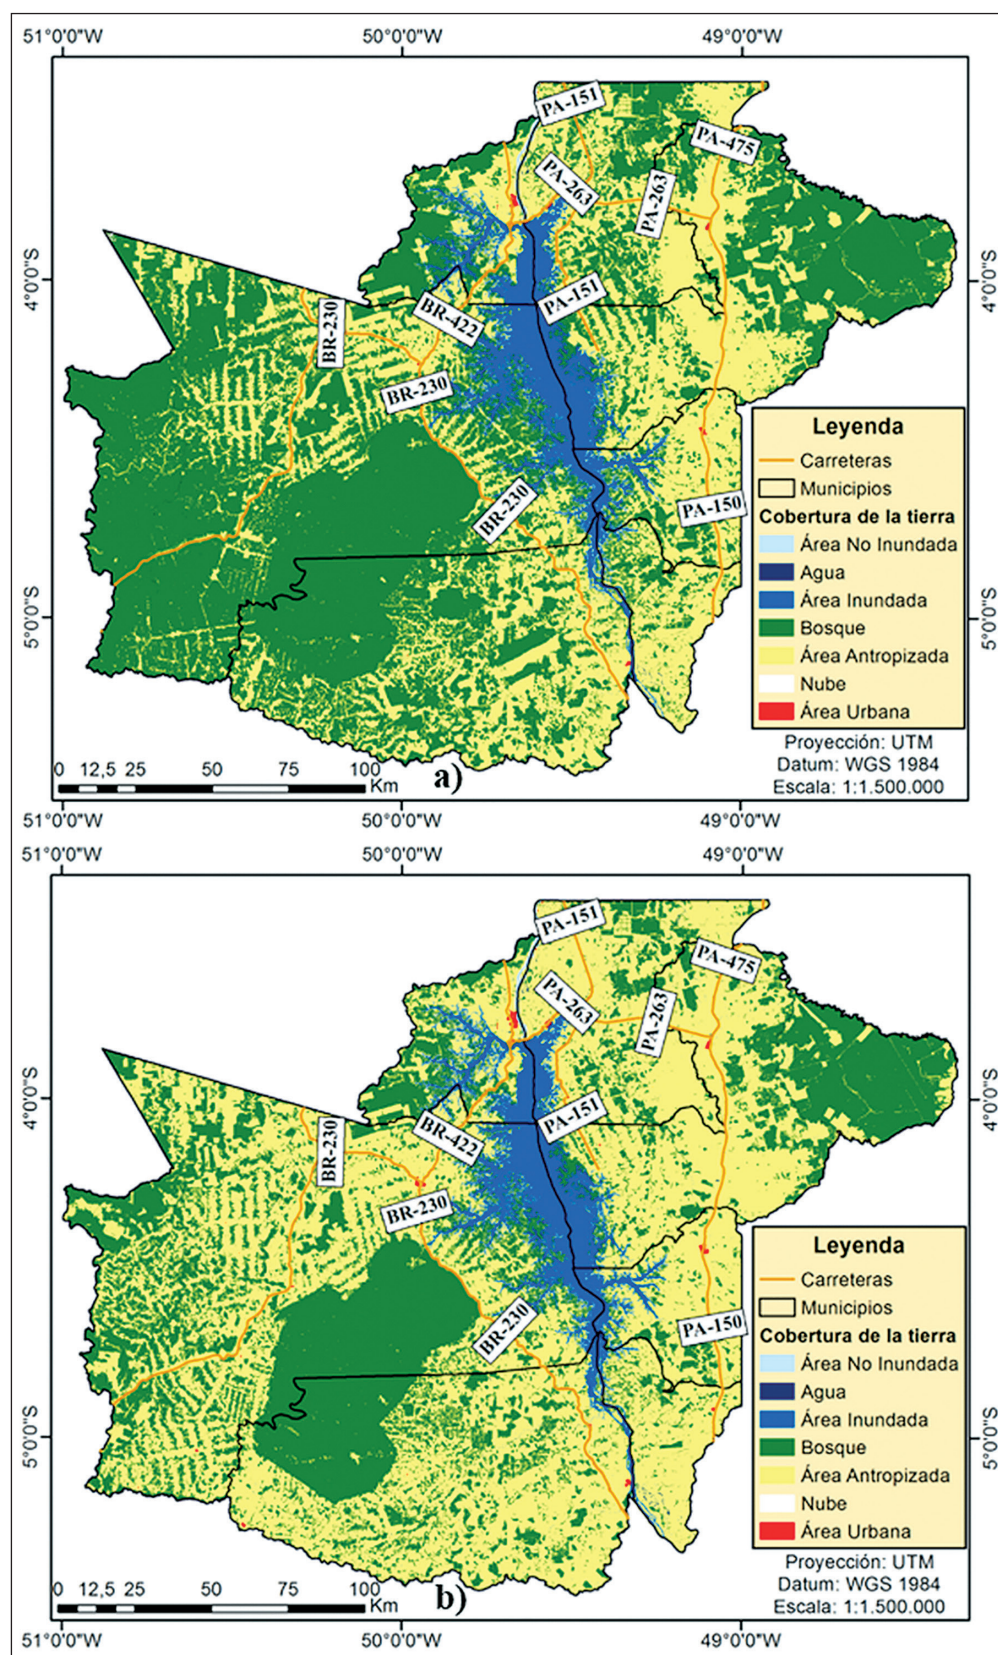 51°0'0"W 50°0'0"W 49°0'0"W
PA-151
PA-475
PA-263
PA-263
4°0'0"S 4°0'0"S
PA-151
BR-230
BR-422
BR-230
Leyenda
Carreteras
Municipios
BR-230
PA-150
Cobertura de la tierra
Área No Inundada
Agua
Área Inundada
5°0'0"S 5°0'0"S
Bosque
Área Antropizada
Nube
Área Urbana
Proyección: UTM
Datum: WGS 1984
Escala: 1:1.500.000
0 12,5 25 50 75 100
Km
a)
51°0'0"W 50°0'0"W 49°0'0"W
51°0'0"W 50°0'0"W 49°0'0"W
PA-151
PA-475
PA-263
PA-263
4°0'0"S 4°0'0"S
PA-151
BR-230
BR-422
BR-230
Leyenda
Carreteras
Municipios
BR-230
PA-150
Cobertura de la tierra
Área No Inundada
Agua
Área Inundada
5°0'0"S 5°0'0"S
Bosque
Área Antropizada
Nube
Área Urbana
Proyección: UTM
Datum: WGS 1984
Escala: 1:1.500.000
0 12,5 25 50 75 100
Km
b)
51°0'0"W 50°0'0"W 49°0'0"W